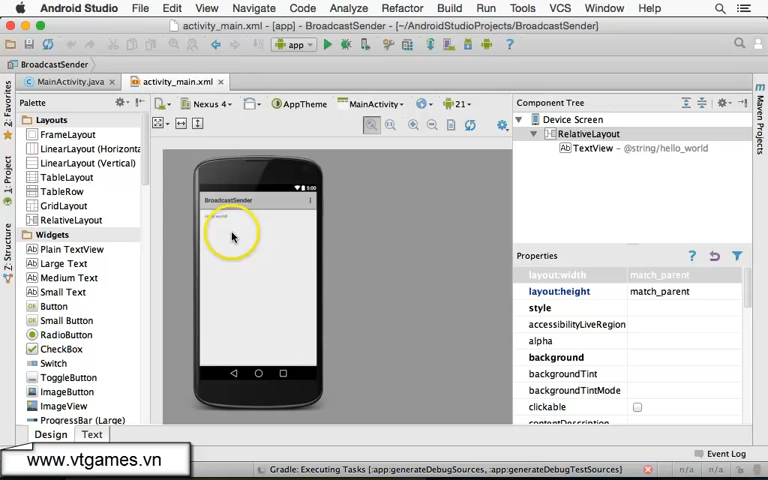 Android Studio File Edit View Navigate Code Analyze Refactor Build Run Tools VCS Window Help
activity_main.xml - [app] - BroadcastSender - [~/AndroidStudioProjects/BroadcastSender]
app
BroadcastSender
MainActivity.java activity_main.xml
Palette Nexus 4 AppTheme MainActivity 21 Component Tree
Layouts
FrameLayout
LinearLayout (Horizonta
LinearLayout (Vertical)
TableLayout
TableRow
GridLayout
RelativeLayout
Widgets
Plain TextView
Large Text
Medium Text
Small Text
Button
Small Button
RadioButton
CheckBox
Switch
ToggleButton
ImageButton
ImageView
ProgressBar (Large)
Design Text
5:00
BroadcastSender
Device Screen
RelativeLayout
Ab TextView - @string/hello_world
Properties
layout:width match_parent
layout:height match_parent
style
accessibilityLiveRegion
alpha
background
backgroundTint
backgroundTintMode
clickable
contentDescription
2: Favorites
1: Project
7: Structure
Maven Projects
Event Log
www.vtgames.vn
Gradle: Executing Tasks [:app:generateDebugSources, :app:generateDebugTestSources]
n/a n/a